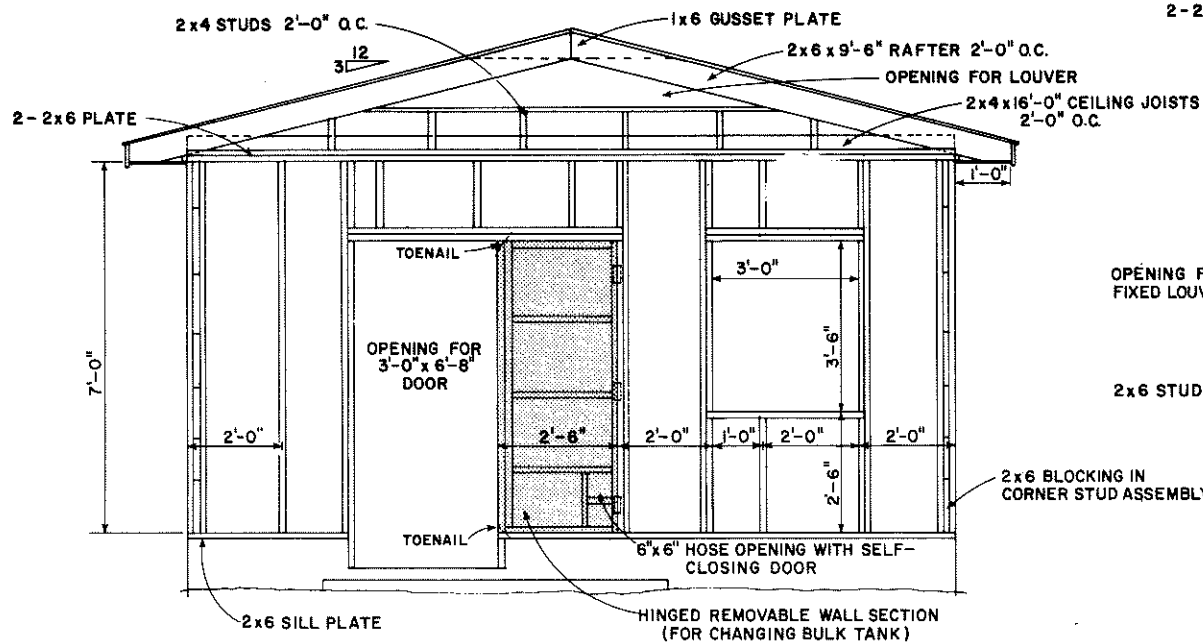 2-2
2x4 STUDS 2'-0" O.C.
1x6 GUSSET PLATE
12
3
2x6x9'-6" RAFTER 2'-0" O.C.
OPENING FOR LOUVER
2x4x16'-0" CEILING JOISTS
2'-0" O.C.
2-2x6 PLATE
1'-0"
TOENAIL
3'-0"
OPENING F
FIXED LOUV
OPENING FOR
3'-0" x 6'-8"
DOOR
3'-6"
7'-0"
2x6 STUD
2'-0"
2'-6"
2'-0"
1'-0"
2'-0"
2'-0"
2'-6"
2x6 BLOCKING IN
CORNER STUD ASSEMBLY
TOENAIL
6"x6" HOSE OPENING WITH SELF-
CLOSING DOOR
2x6 SILL PLATE
HINGED REMOVABLE WALL SECTION
(FOR CHANGING BULK TANK)